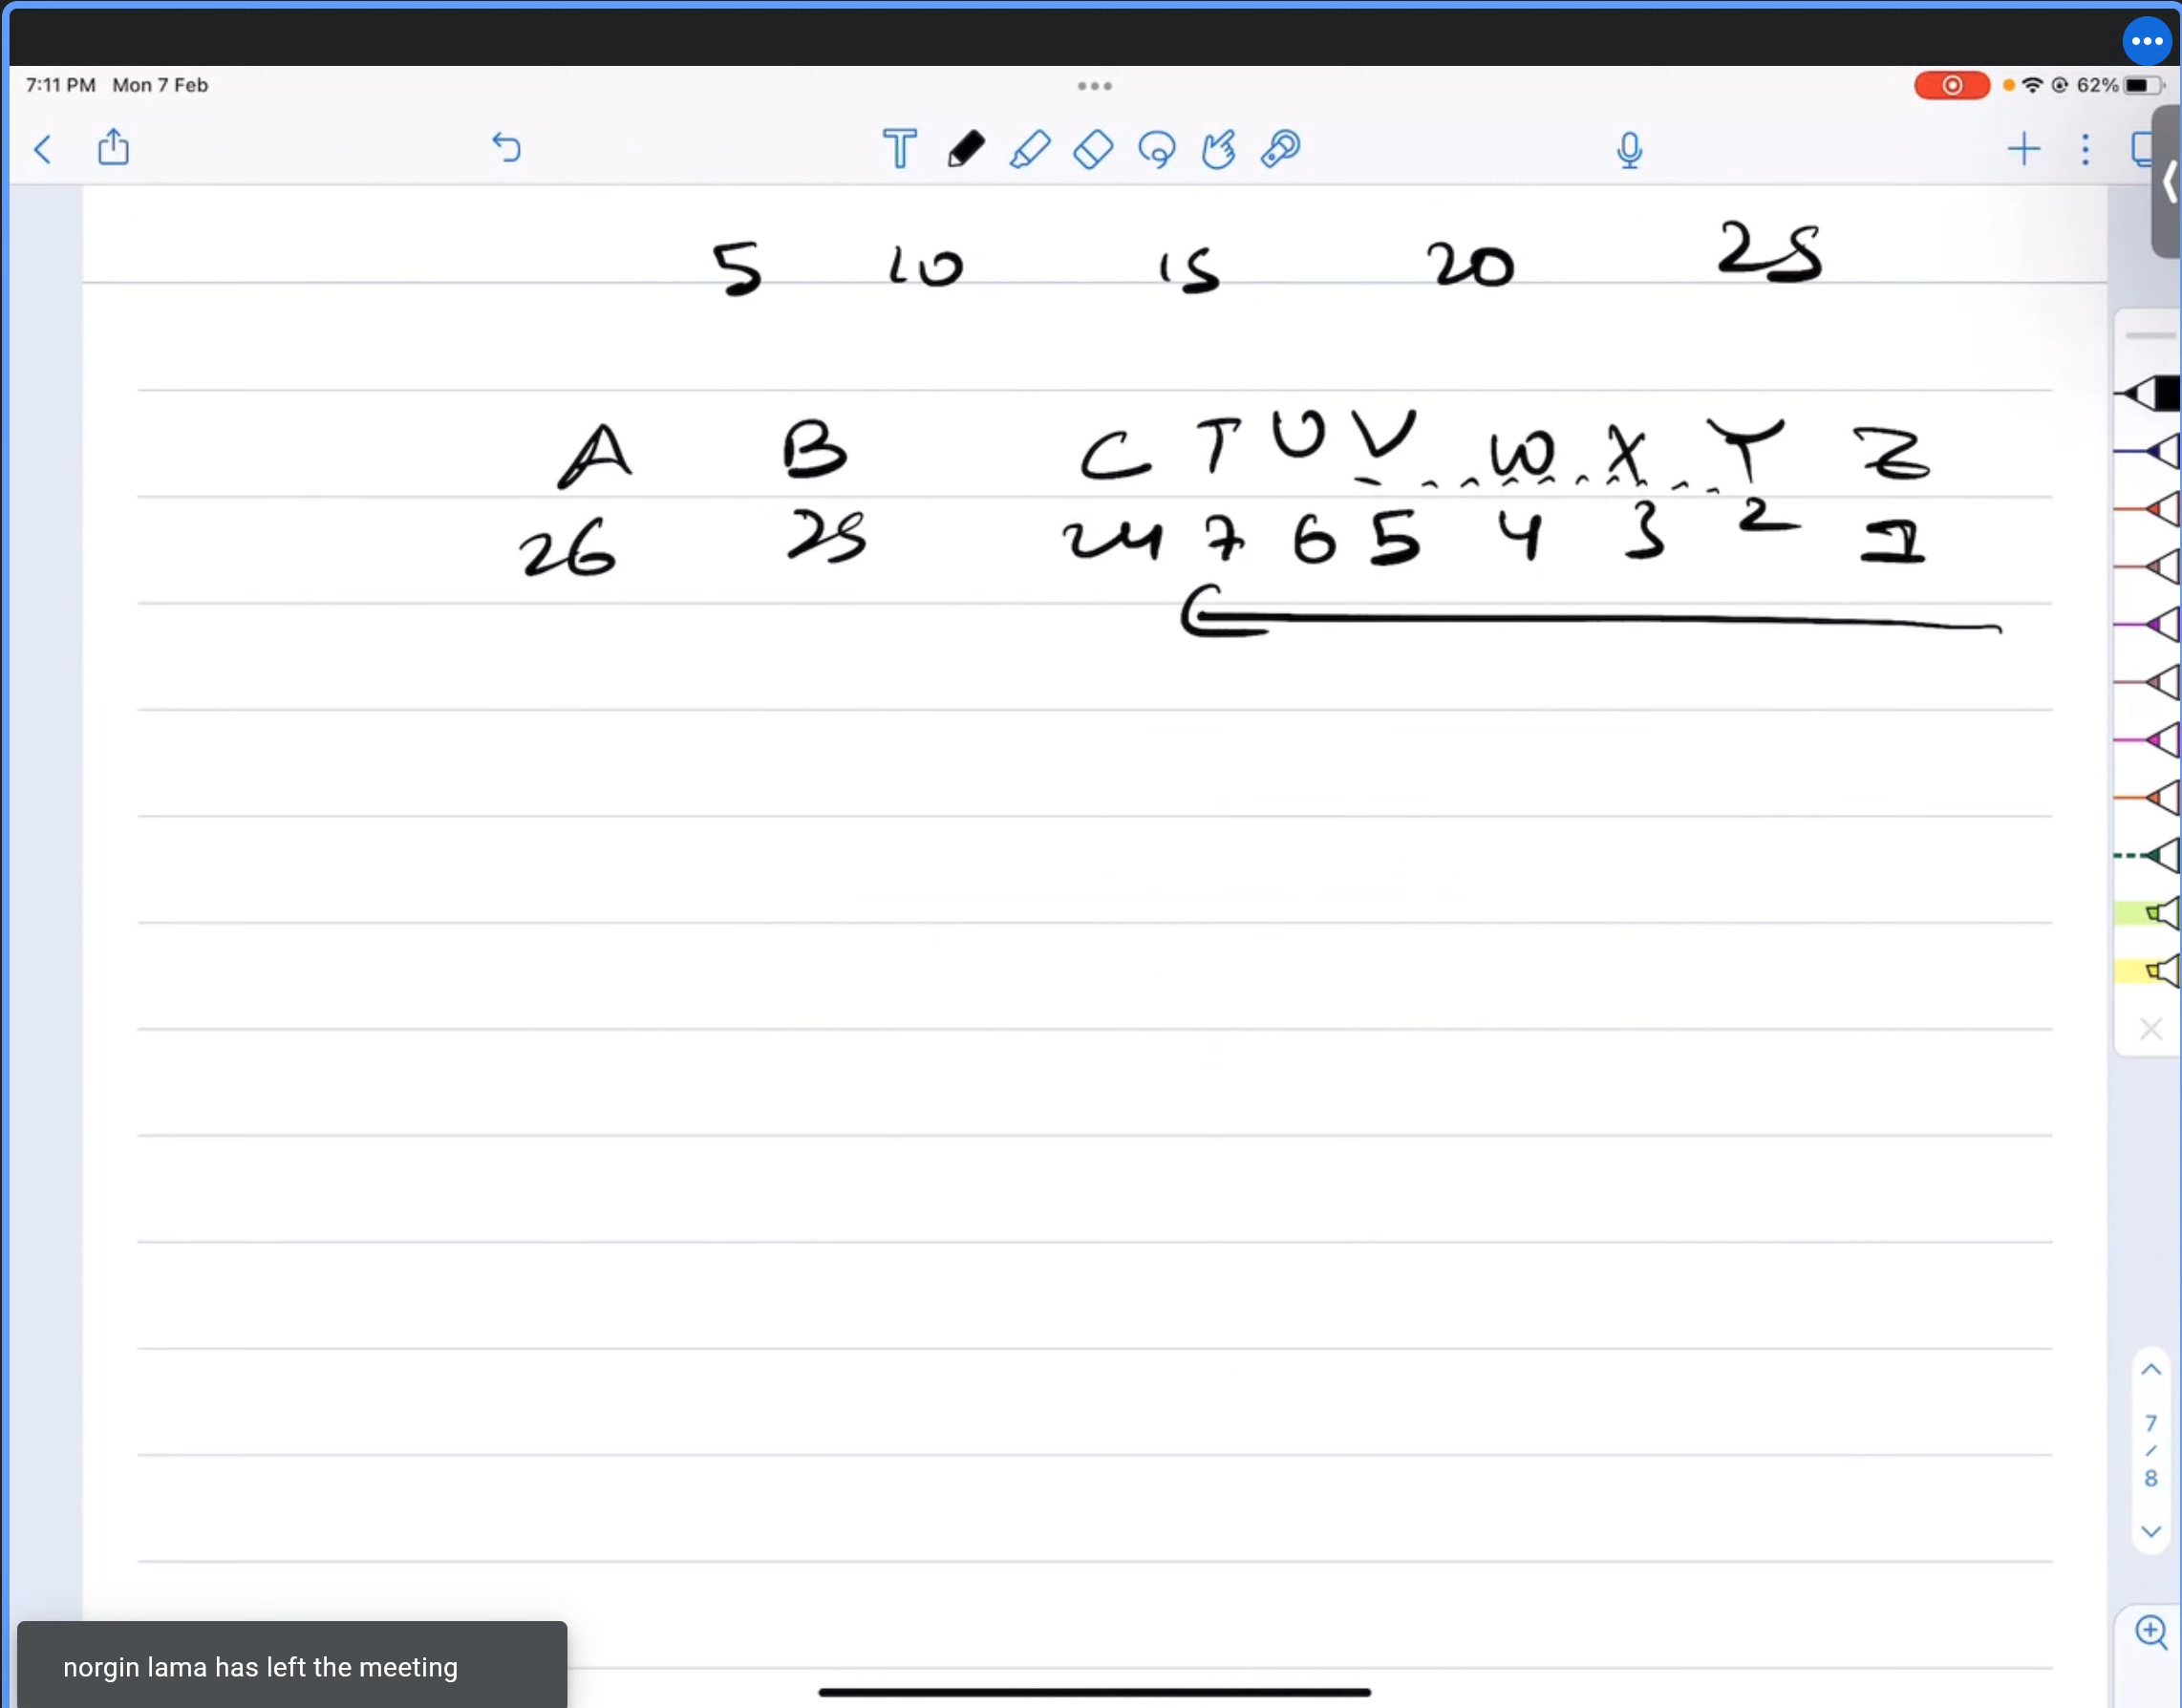 7:11 PM Mon 7 Feb
62%
T
5 10 15 20 25
A B C T U V W X Y Z
26 25 24 7 6 5 4 3 2 1
7
/
8
norgin lama has left the meeting